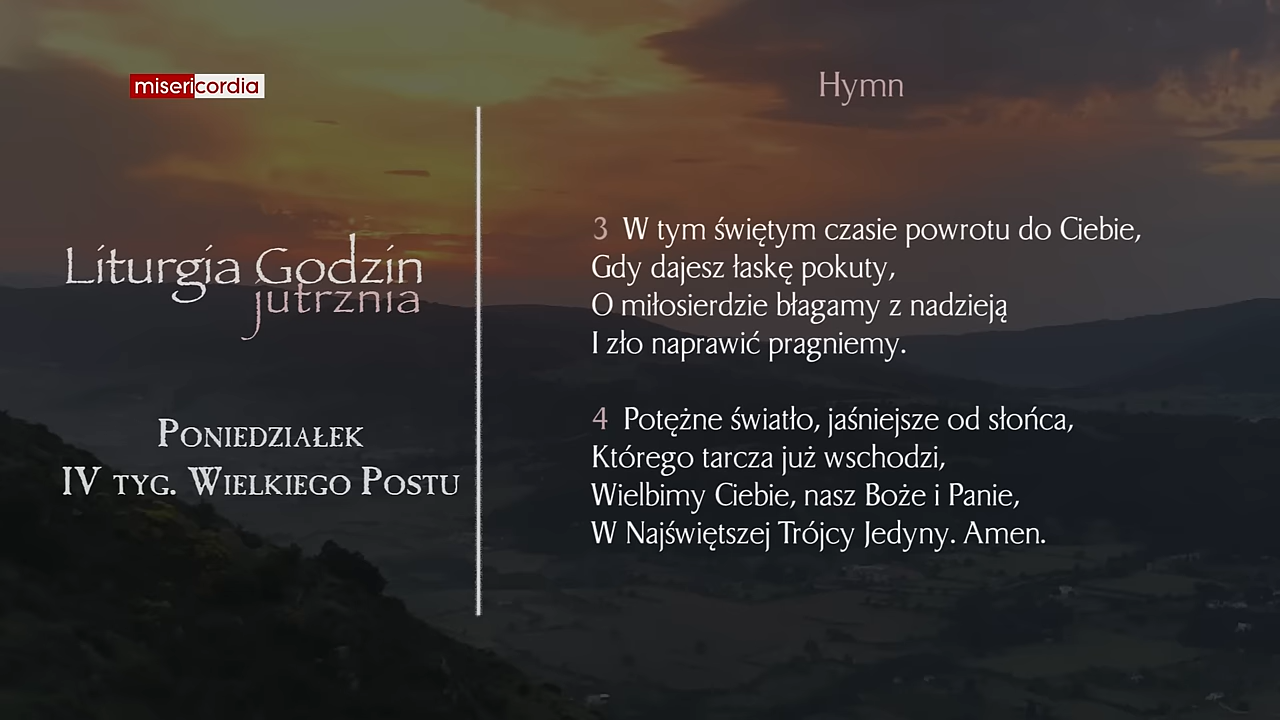 misericordia
Liturgia Godzin
jutrznia
Poniedziałek
IV tyg. Wielkiego Postu
Hymn
3 W tym świętym czasie powrotu do Ciebie,
Gdy dajesz łaskę pokuty,
O miłosierdzie błagamy z nadzieją
I zło naprawić pragniemy.
4 Potężne światło, jaśniejsze od słońca,
Którego tarcza już wschodzi,
Wielbimy Ciebie, nasz Boże i Panie,
W Najświętszej Trójcy Jedyny. Amen.